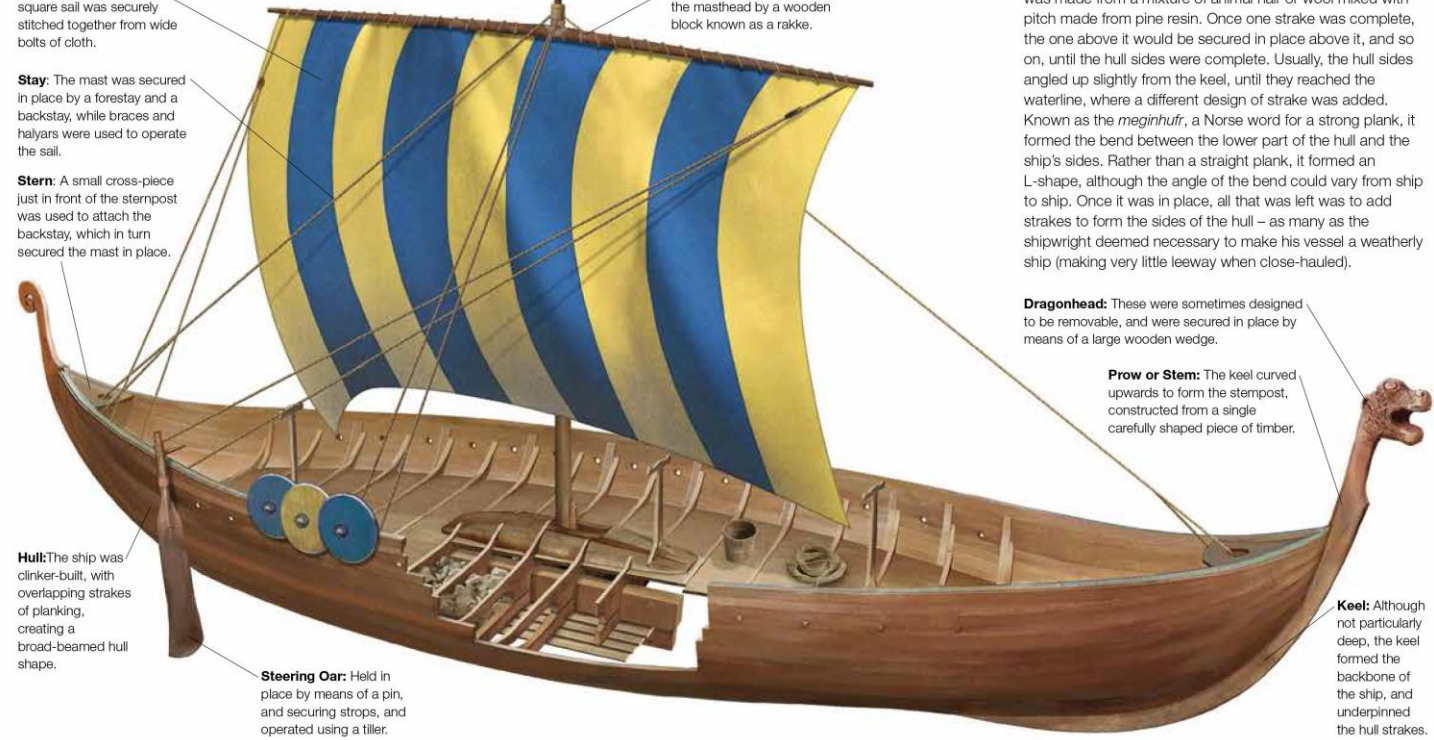 square sail was securely
stitched together from wide
bolts of cloth.
the masthead by a wooden
block known as a rakke.
Stay: The mast was secured
in place by a forestay and a
backstay, while braces and
halyars were used to operate
the sail.
Stern: A small cross-piece
just in front of the sternpost
was used to attach the
backstay, which in turn
secured the mast in place.
was made from a mixture of animal hair or wool mixed with
pitch made from pine resin. Once one strake was complete,
the one above it would be secured in place above it, and so
on, until the hull sides were complete. Usually, the hull sides
angled up slightly from the keel, until they reached the
waterline, where a different design of strake was added.
Known as the meginhufr, a Norse word for a strong plank, it
formed the bend between the lower part of the hull and the
ship's sides. Rather than a straight plank, it formed an
L-shape, although the angle of the bend could vary from ship
to ship. Once it was in place, all that was left was to add
strakes to form the sides of the hull – as many as the
shipwright deemed necessary to make his vessel a weatherly
ship (making very little leeway when close-hauled).
Dragonhead: These were sometimes designed
to be removable, and were secured in place by
means of a large wooden wedge.
Prow or Stem: The keel curved
upwards to form the stempost,
constructed from a single
carefully shaped piece of timber.
Hull:The ship was
clinker-built, with
overlapping strakes
of planking,
creating a
broad-beamed hull
shape.
Steering Oar: Held in
place by means of a pin,
and securing strops, and
operated using a tiller.
Keel: Although
not particularly
deep, the keel
formed the
backbone of
the ship, and
underpinned
the hull strakes.